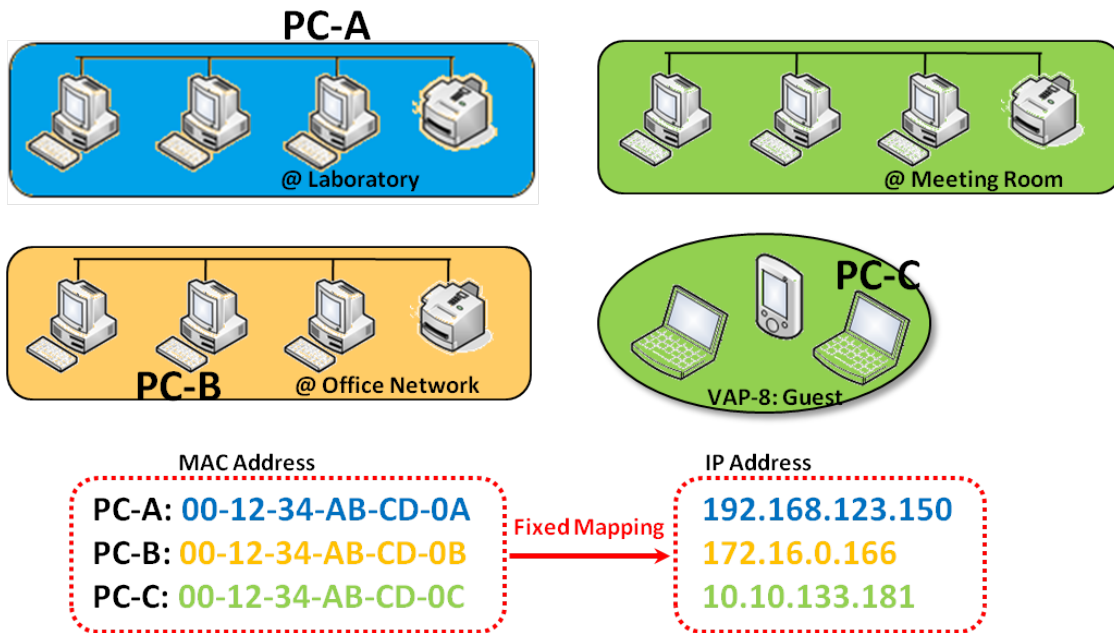 PC-A
@ Laboratory
@ Meeting Room
PC-B
@ Office Network
PC-C
VAP-8: Guest
MAC Address
IP Address
PC-A: 00-12-34-AB-CD-0A
PC-B: 00-12-34-AB-CD-0B
PC-C: 00-12-34-AB-CD-0C
Fixed Mapping
192.168.123.150
172.16.0.166
10.10.133.181